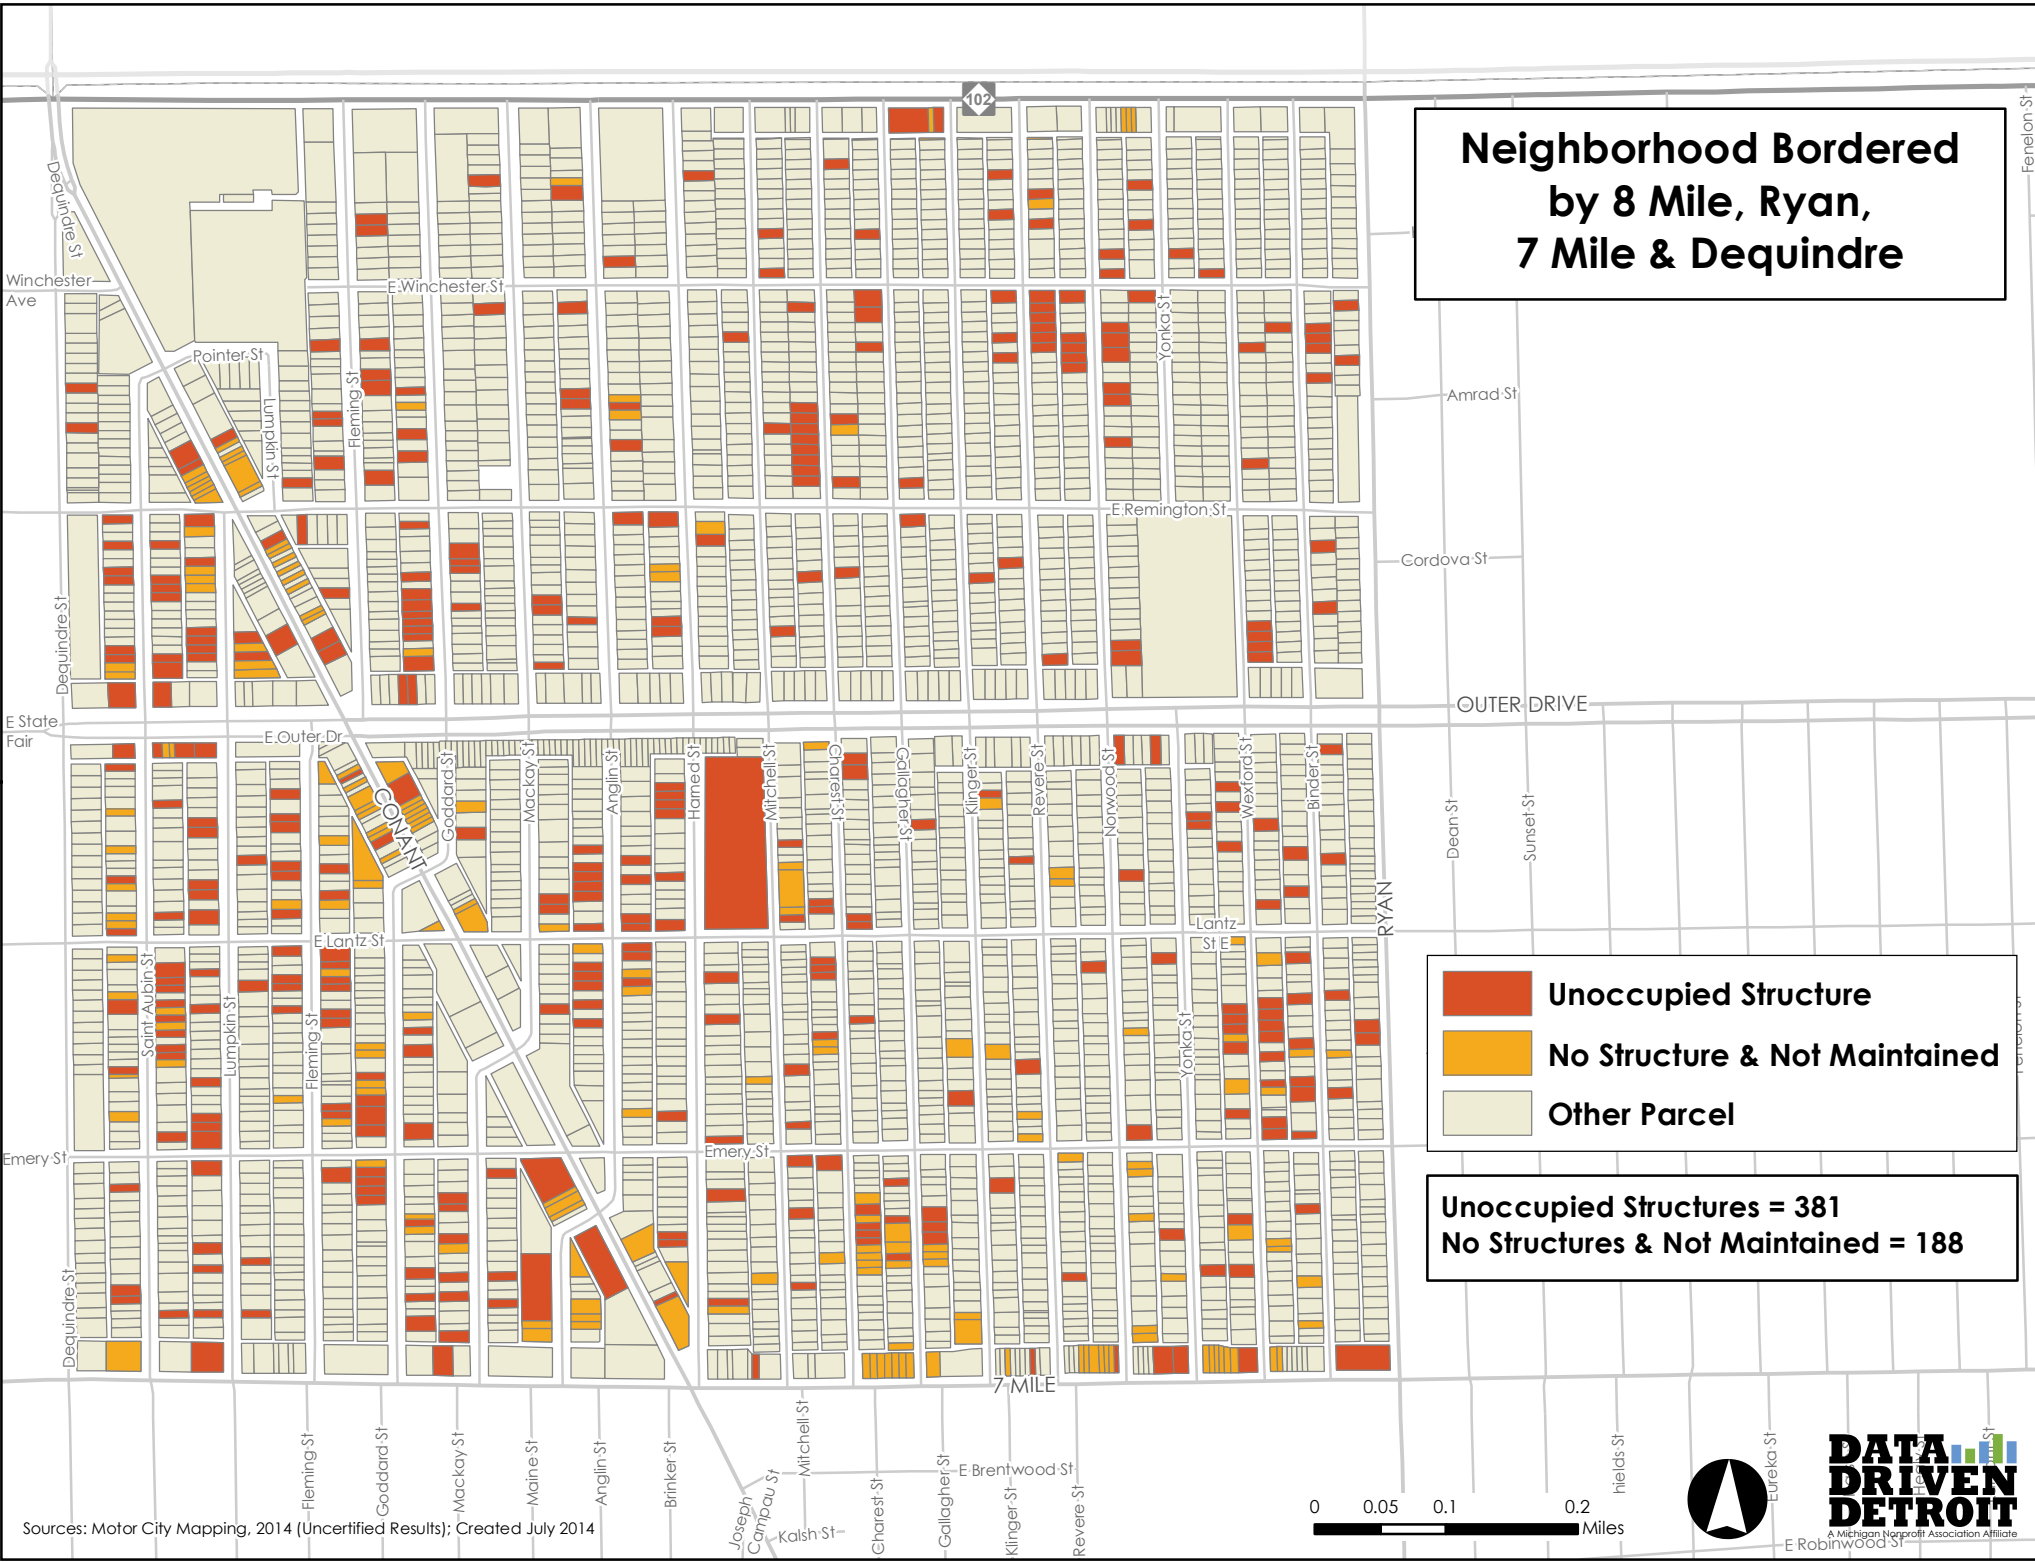 102
Fenelon St
Neighborhood Bordered
by 8 Mile, Ryan,
7 Mile & Dequindre
Dequindre St
Winchester
Ave
E Winchester St
Yonka St
Pointer St
Lumpkin St
Fleming St
Amrad St
E Remington St
Cordova St
Dequindre St
OUTER DRIVE
E State
Fair
E Outer Dr
CONANT
Goddard St
Mackay St
Anglin St
Hamed St
Mitchell St
Charest St
Gallagher St
Klinger St
Revere St
Norwood St
Wexford St
Binder St
Dean St
Sunset St
RYAN
Lantz
St E
E Lantz St
Saint Aubin St
Lumpkin St
Fleming St
Yonka St
Unoccupied Structure
No Structure & Not Maintained
Other Parcel
Emery St
Emery St
Unoccupied Structures = 381
No Structures & Not Maintained = 188
Dequindre St
7 MILE
Fleming St
Goddard St
Mackay St
Maine St
Anglin St
Brinker St
Joseph
Campau St
Mitchell St
Kalsh St
Charest St
Gallagher St
E Brentwood St
Klinger St
Revere St
hields St
Eureka St
0 0.05 0.1 0.2
Miles
DATA
DRIVEN
DETROIT
A Michigan Nonprofit Association Affiliate
E Robinwood St
Sources: Motor City Mapping, 2014 (Uncertified Results); Created July 2014